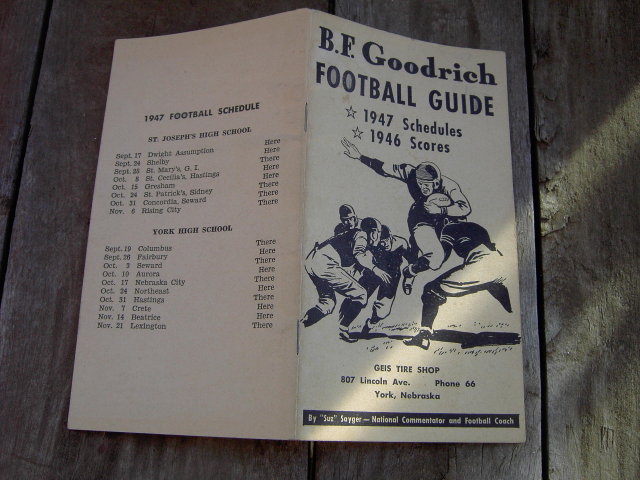 1947 FOOTBALL SCHEDULE
ST. JOSEPH'S HIGH SCHOOL
Sept. 17 Dwight Assumption Here
Sept. 24 Shelby Here
Sept. 28 St. Mary's, G. I. There
Oct. 8 St. Cecilia's, Hastings Here
Oct. 15 Gresham There
Oct. 24 St. Patrick's, Sidney Here
Oct. 31 Concordia, Seward There
Nov. 6 Rising City There
YORK HIGH SCHOOL
Sept. 19 Columbus There
Sept. 26 Fairbury Here
Oct. 3 Seward There
Oct. 10 Aurora Here
Oct. 17 Nebraska City There
Oct. 24 Northeast Here
Oct. 31 Hastings There
Nov. 7 Crete Here
Nov. 14 Beatrice Here
Nov. 21 Lexington There
B.F. Goodrich
FOOTBALL GUIDE
☆ 1947 Schedules
☆ 1946 Scores
GEIS TIRE SHOP
807 Lincoln Ave. Phone 66
York, Nebraska
By "Suz" Sayger — National Commentator and Football Coach